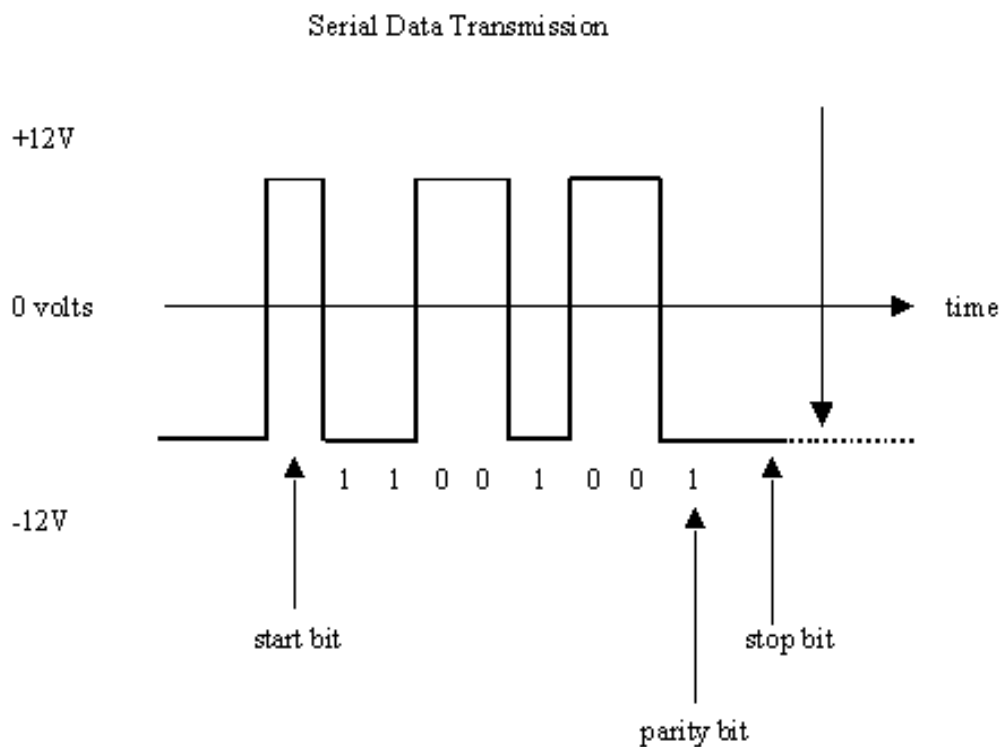 Serial Data Transmission
+12V
0 volts
time
1 1 0 0 1 0 0 1
-12V
start bit
stop bit
parity bit